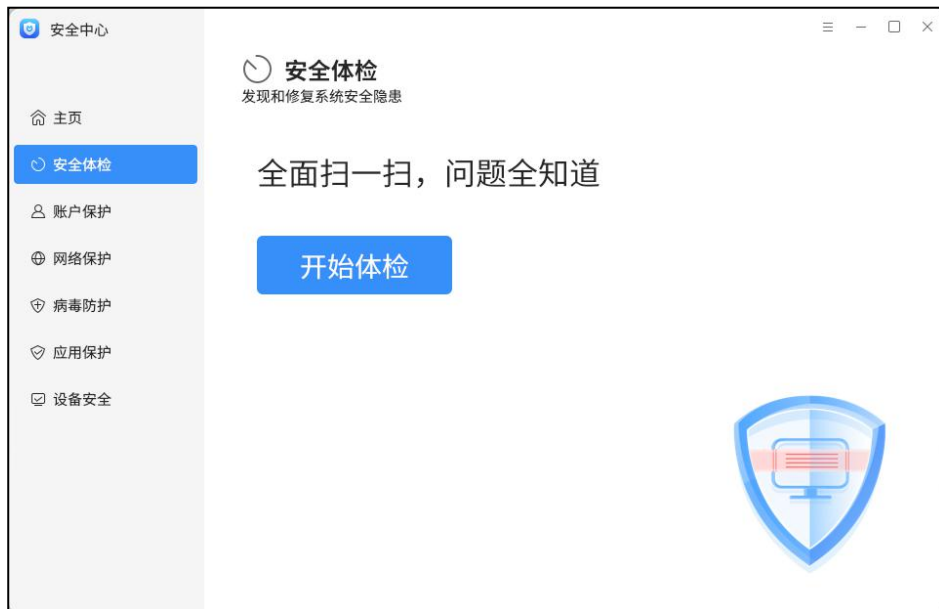 安全中心
主页
安全体检
账户保护
网络保护
病毒防护
应用保护
设备安全
安全体检
发现和修复系统安全隐患
全面扫一扫，问题全知道
开始体检